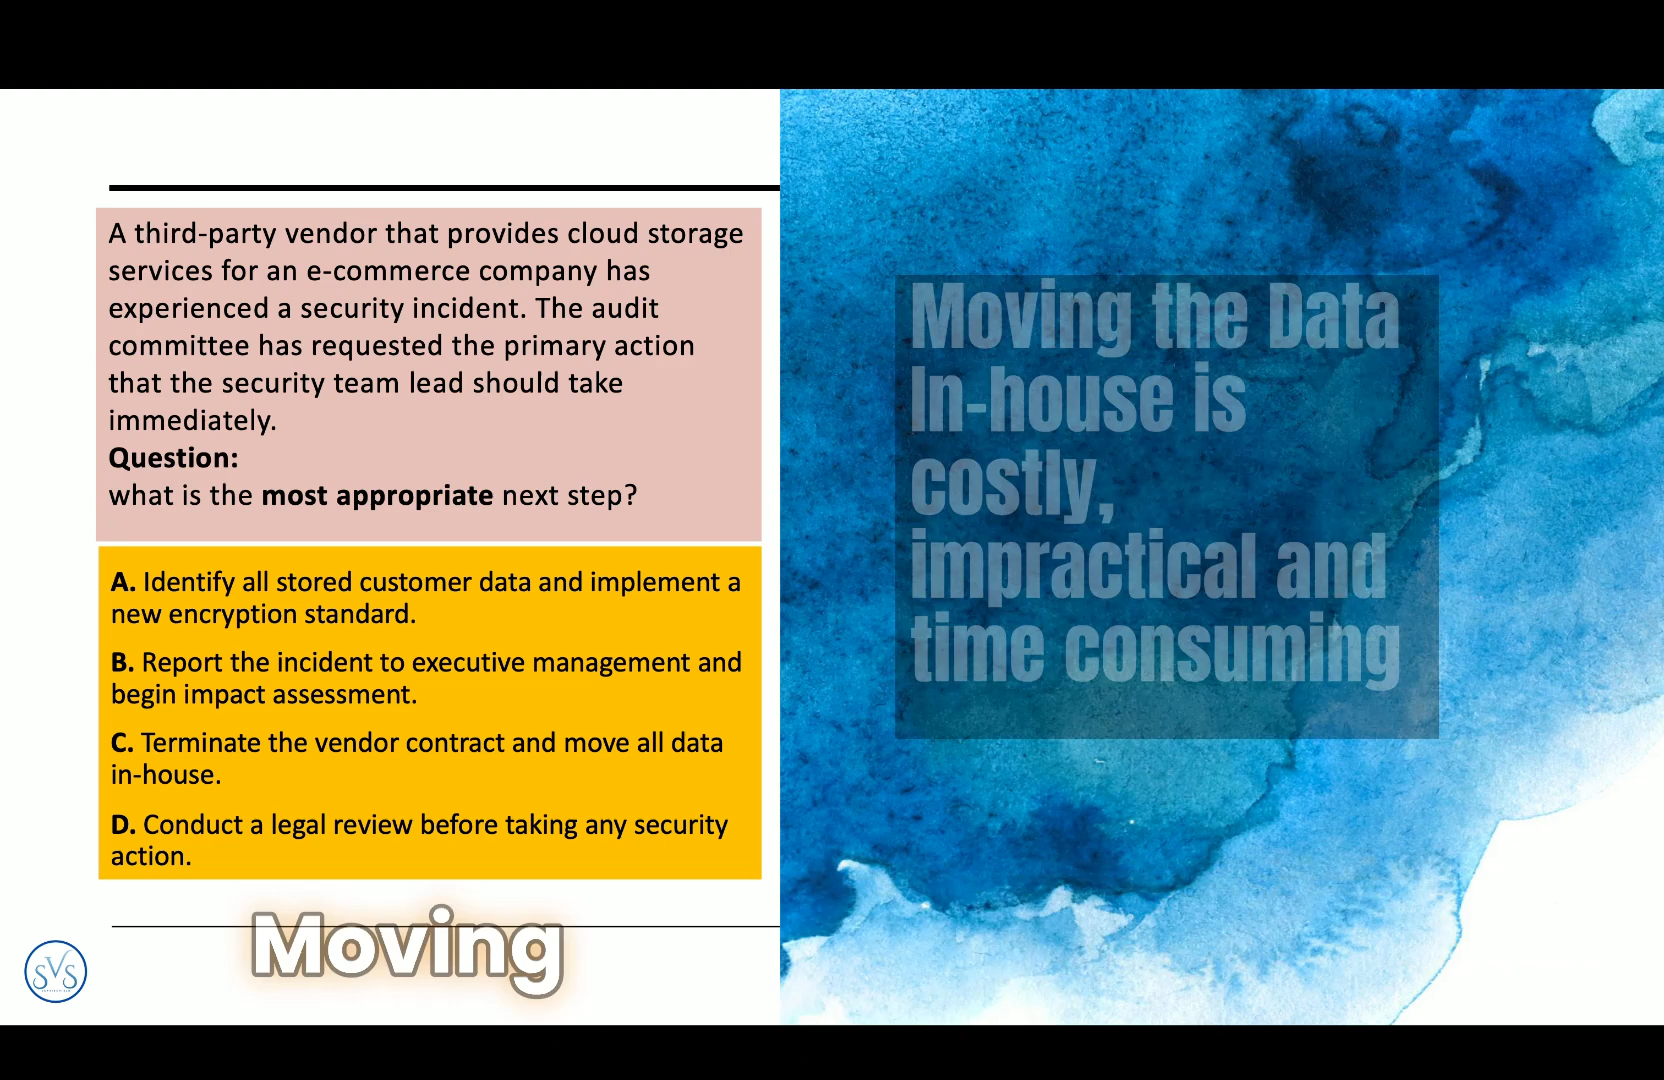 A third-party vendor that provides cloud storage
services for an e-commerce company has
experienced a security incident. The audit
committee has requested the primary action
that the security team lead should take
immediately.
Question:
what is the most appropriate next step?
A. Identify all stored customer data and implement a
new encryption standard.
B. Report the incident to executive management and
begin impact assessment.
C. Terminate the vendor contract and move all data
in-house.
D. Conduct a legal review before taking any security
action.
Moving the Data
In-house is
costly,
impractical and
time consuming
Moving
SVS